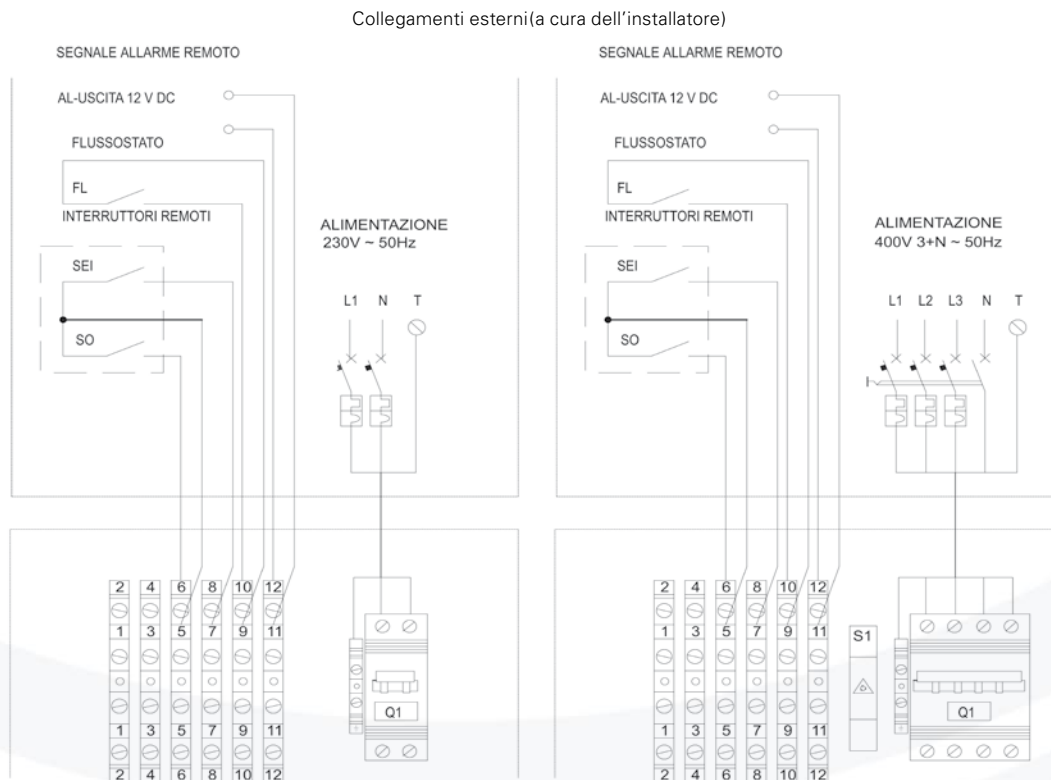 Collegamenti esterni(a cura dell'installatore)
SEGNALE ALLARME REMOTO
AL-USCITA 12 V DC
FLUSSOSTATO
FL
INTERRUTTORI REMOTI
SEI
SO
ALIMENTAZIONE
230V ~ 50Hz
L1 N T
2 4 6 8 10 12
1 3 5 7 9 11
Q1
1 3 5 7 9 11
2 4 6 8 10 12
SEGNALE ALLARME REMOTO
AL-USCITA 12 V DC
FLUSSOSTATO
FL
INTERRUTTORI REMOTI
SEI
SO
ALIMENTAZIONE
400V 3+N ~ 50Hz
L1 L2 L3 N T
2 4 6 8 10 12
1 3 5 7 9 11
S1
Q1
1 3 5 7 9 11
2 4 6 8 10 12